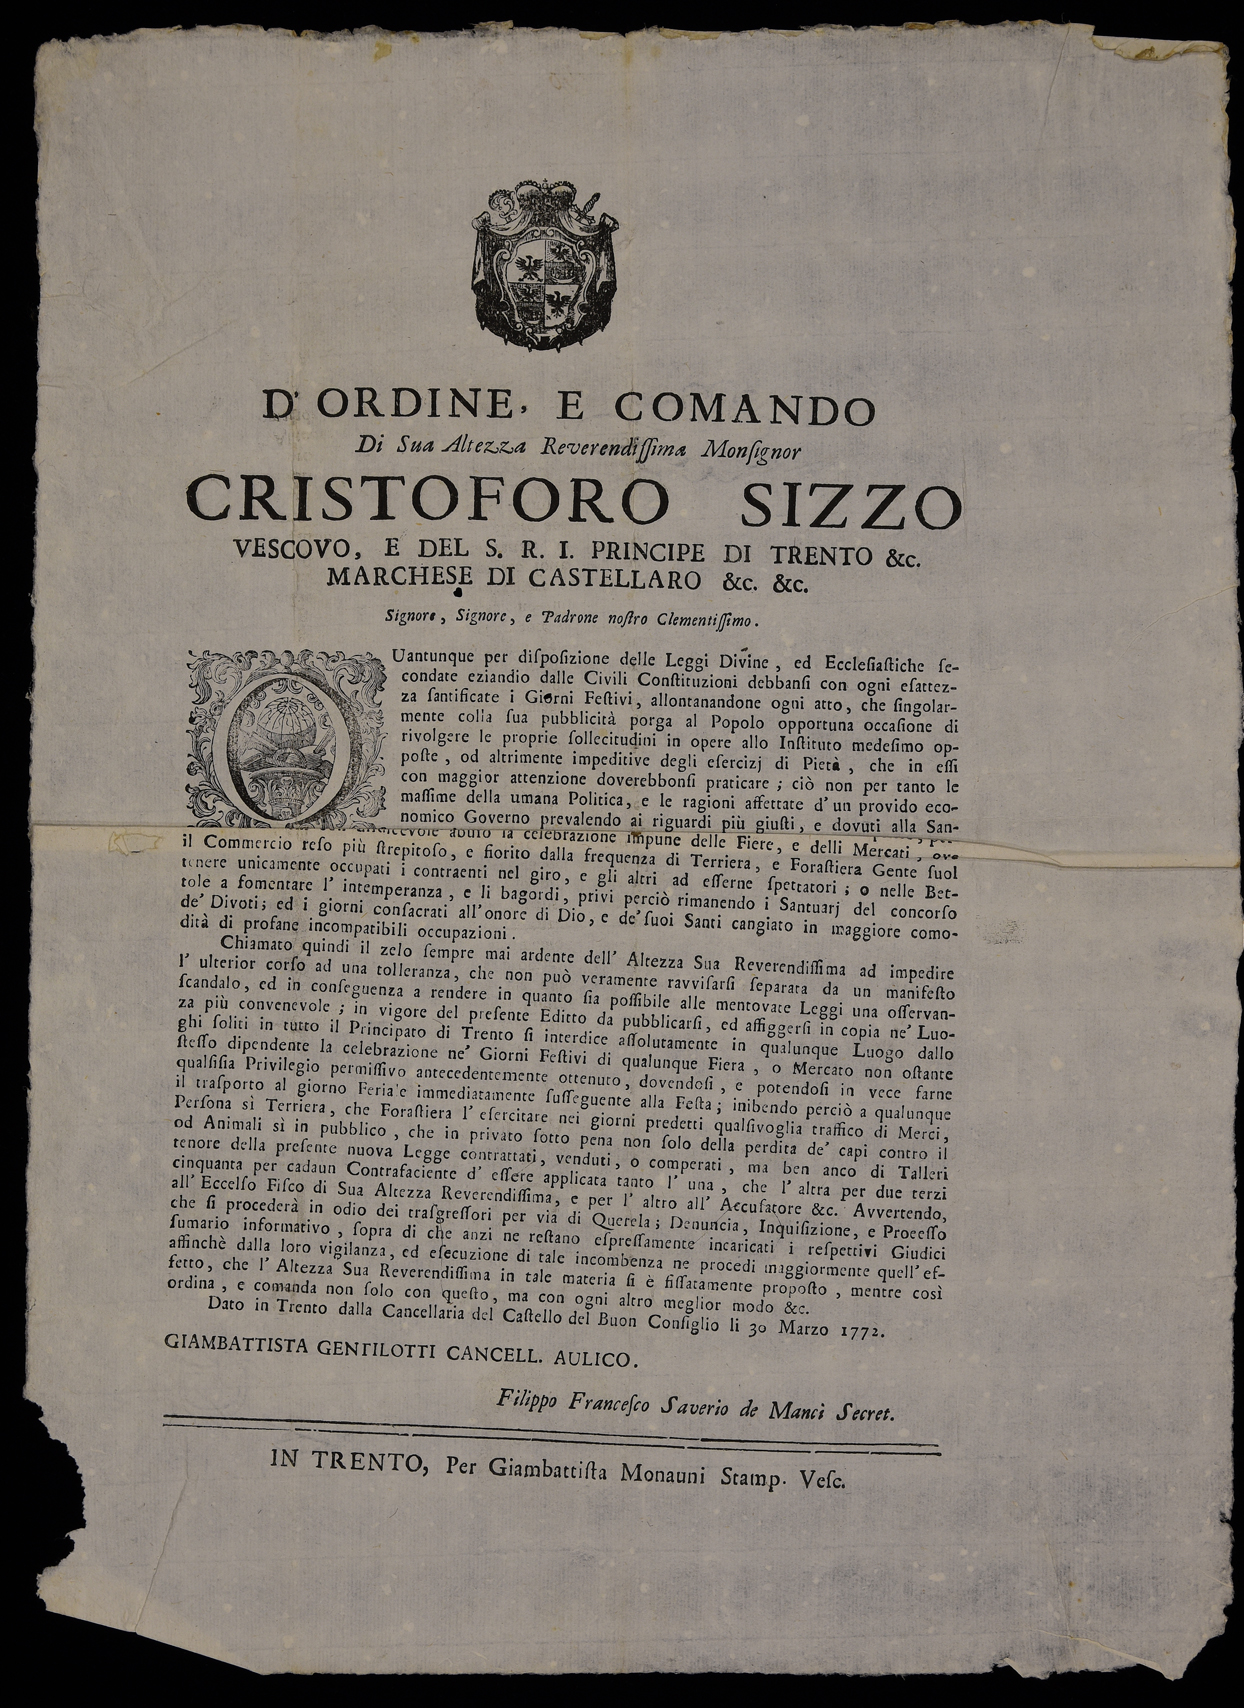 D' ORDINE, E COMANDO
Di Sua Altezza Reverendiſſima Monſignor
CRISTOFORO SIZZO
VESCOVO, E DEL S. R. I. PRINCIPE DI TRENTO &c.
MARCHESE DI CASTELLARO &c. &c.
Signore, Signore, e Padrone noſtro Clementiſſimo.
QUantunque per diſpoſizione delle Leggi Divine, ed Eccleſiaſtiche ſe-
condate eziandio dalle Civili Conſtituzioni debbanſi con ogni eſattez-
za ſantificate i Giorni Feſtivi, allontanandone ogni atto, che ſingolar-
mente colla ſua pubblicità porga al Popolo opportuna occaſione di
rivolgere le proprie ſollecitudini in opere allo Inſtituto medeſimo op-
poſte, od altrimente impeditive degli eſercizj di Pietà, che in eſſi
con maggior attenzione doverebbonſi praticare; ciò non per tanto le
maſſime della umana Politica, e le ragioni affettate d' un provido eco-
nomico Governo prevalendo ai riguardi più giuſti, e dovuti alla San-
abuſo la celebrazione impune delle Fiere, e delli Mercati, ove
il Commercio reſo più ſtrepitoſo, e fiorito dalla frequenza di Terriera, e Foraſtiera Gente ſuol
tenere unicamente occupati i contraenti nel giro, e gli altri ad eſſerne ſpettatori; o nelle Bet-
tole a fomentare l' intemperanza, e li bagordi, privi perciò rimanendo i Santuarj del concorſo
de' Divoti; ed i giorni conſacrati all' onore di Dio, e de' ſuoi Santi cangiato in maggiore como-
dità di profane incompatibili occupazioni.
Chiamato quindi il zelo ſempre mai ardente dell' Altezza Sua Reverendiſſima ad impedire
l' ulterior corſo ad una tolleranza, che non può veramente ravviſarſi ſeparata da un manifeſto
ſcandalo, ed in conſeguenza a rendere in quanto ſia poſſibile alle mentovate Leggi una oſſervan-
za più convenevole; in vigore del preſente Editto da pubblicarſi, ed affiggerſi in copia ne' Luo-
ghi ſoliti in tutto il Principato di Trento ſi interdice aſſolutamente in qualunque Luogo dallo
ſteſſo dipendente la celebrazione ne' Giorni Feſtivi di qualunque Fiera, o Mercato non oſtante
qualſiſia Privilegio permiſſivo antecedentemente ottenuto, dovendoſi, e potendoſi in vece farne
il traſporto al giorno Feriale immediatamente ſuſſeguente alla Feſta; inibendo perciò a qualunque
Perſona sì Terriera, che Foraſtiera l' eſercitare nei giorni predetti qualſivoglia traffico di Merci,
od Animali sì in pubblico, che in privato ſotto pena non ſolo della perdita de' capi contro il
tenore della preſente nuova Legge contrattati, venduti, o comperati, ma ben anco di Talleri
cinquanta per cadaun Contrafaciente d' eſſere applicata tanto l' una, che l' altra per due terzi
all' Eccelſo Fiſco di Sua Altezza Reverendiſſima, e per l' altro all' Accuſatore &c. Avvertendo,
che ſi procederà in odio dei traſgreſſori per via di Querela; Denuncia, Inquiſizione, e Proceſſo
ſumario informativo, ſopra di che anzi ne reſtano eſpreſſamente incaricati i reſpettivi Giudici
affinchè dalla loro vigilanza, ed eſecuzione di tale incombenza ne procedi maggiormente quell' ef-
fetto, che l' Altezza Sua Reverendiſſima in tale materia ſi è fiſſatamente propoſto, mentre così
ordina, e comanda non ſolo con queſto, ma con ogni altro meglior modo &c.
Dato in Trento dalla Cancellaria del Caſtello del Buon Conſiglio li 30 Marzo 1772.
GIAMBATTISTA GENTILOTTI CANCELL. AULICO.
Filippo Franceſco Saverio de Manci Secret.
IN TRENTO, Per Giambattiſta Monauni Stamp. Veſc.